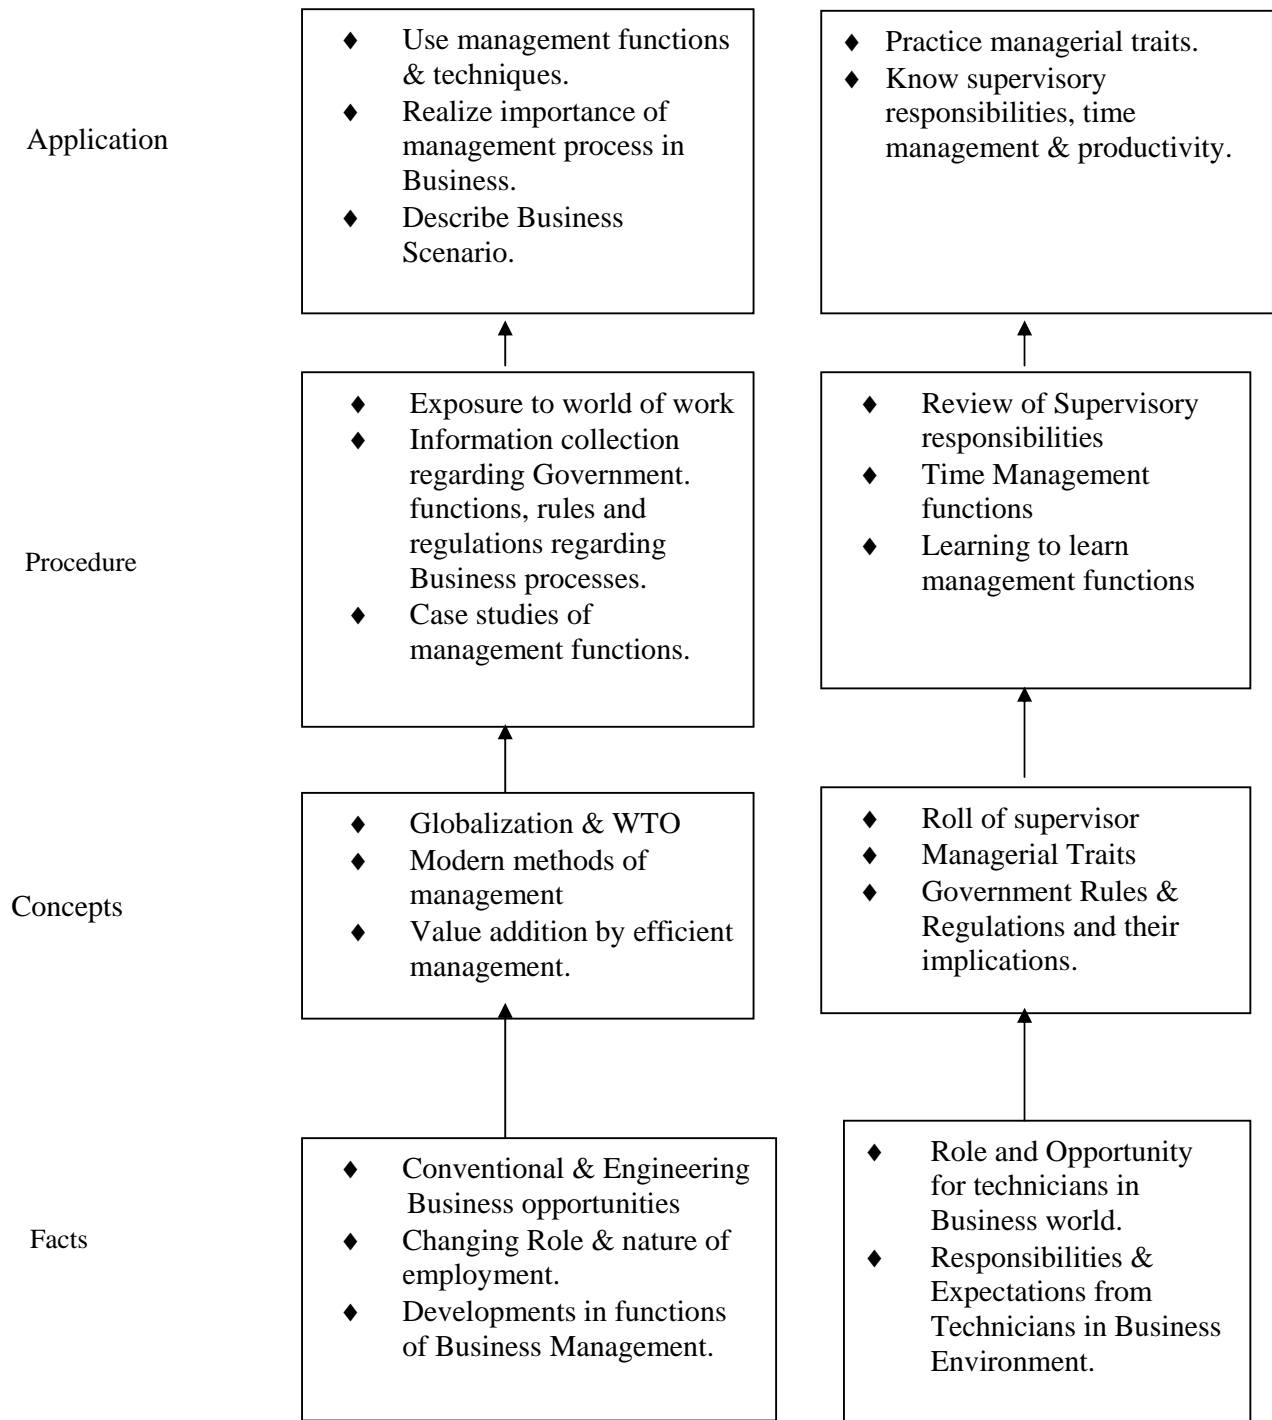 Application
♦ Use management functions
& techniques.
♦ Realize importance of
management process in
Business.
♦ Describe Business
Scenario.
♦ Practice managerial traits.
♦ Know supervisory
responsibilities, time
management & productivity.
Procedure
♦ Exposure to world of work
♦ Information collection
regarding Government.
functions, rules and
regulations regarding
Business processes.
♦ Case studies of
management functions.
♦ Review of Supervisory
responsibilities
♦ Time Management
functions
♦ Learning to learn
management functions
Concepts
♦ Globalization & WTO
♦ Modern methods of
management
♦ Value addition by efficient
management.
♦ Roll of supervisor
♦ Managerial Traits
♦ Government Rules &
Regulations and their
implications.
Facts
♦ Conventional & Engineering
Business opportunities
♦ Changing Role & nature of
employment.
♦ Developments in functions
of Business Management.
♦ Role and Opportunity
for technicians in
Business world.
♦ Responsibilities &
Expectations from
Technicians in Business
Environment.